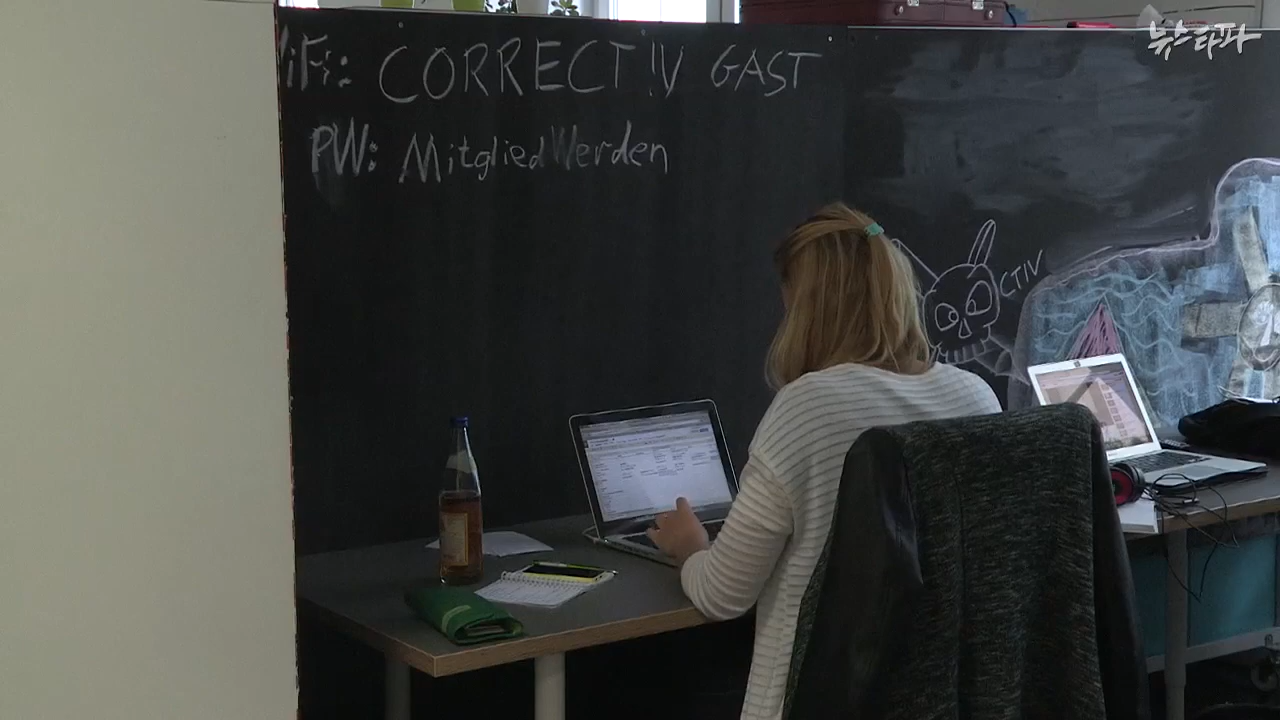 iFi: CORRECT!V GAST
뉴스타파
PW: MitgliedWerden
CTIV